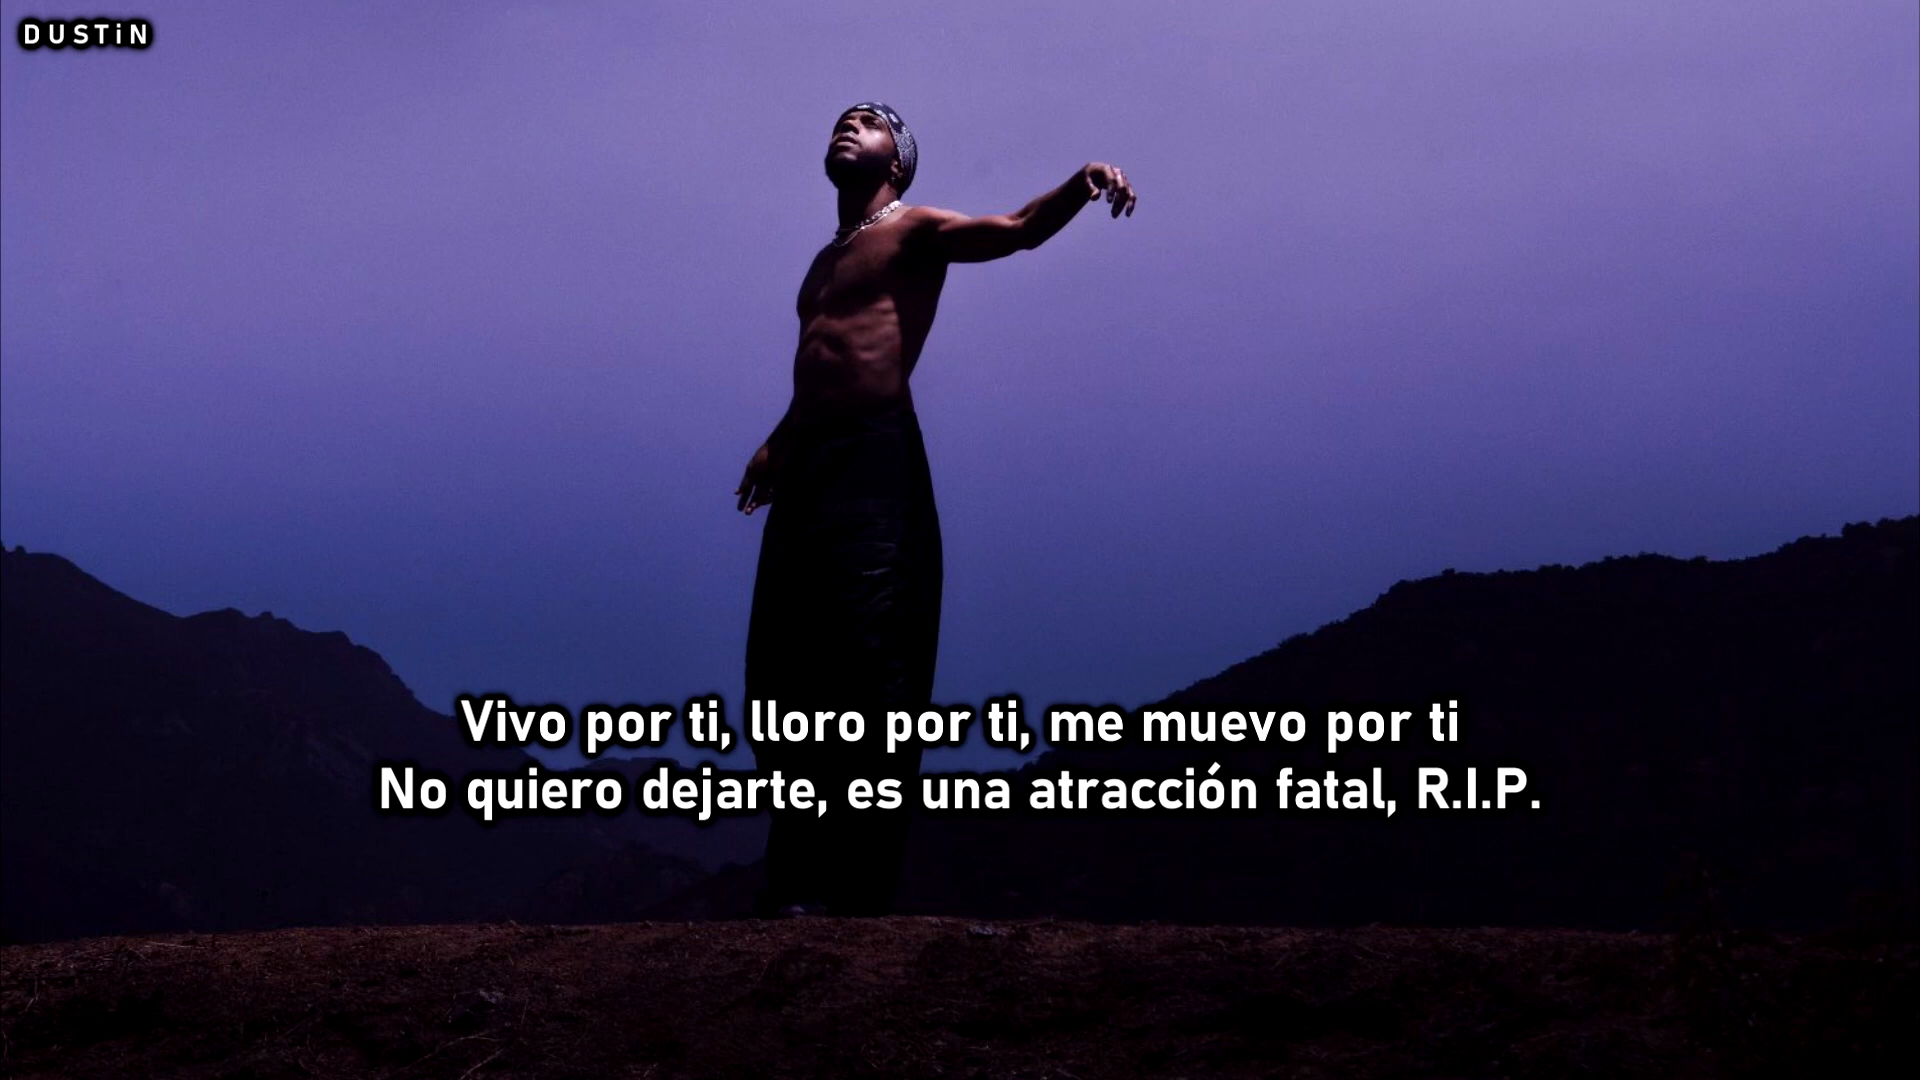 DUSTiN
Vivo por ti, lloro por ti, me muevo por ti
No quiero dejarte, es una atracción fatal, R.I.P.